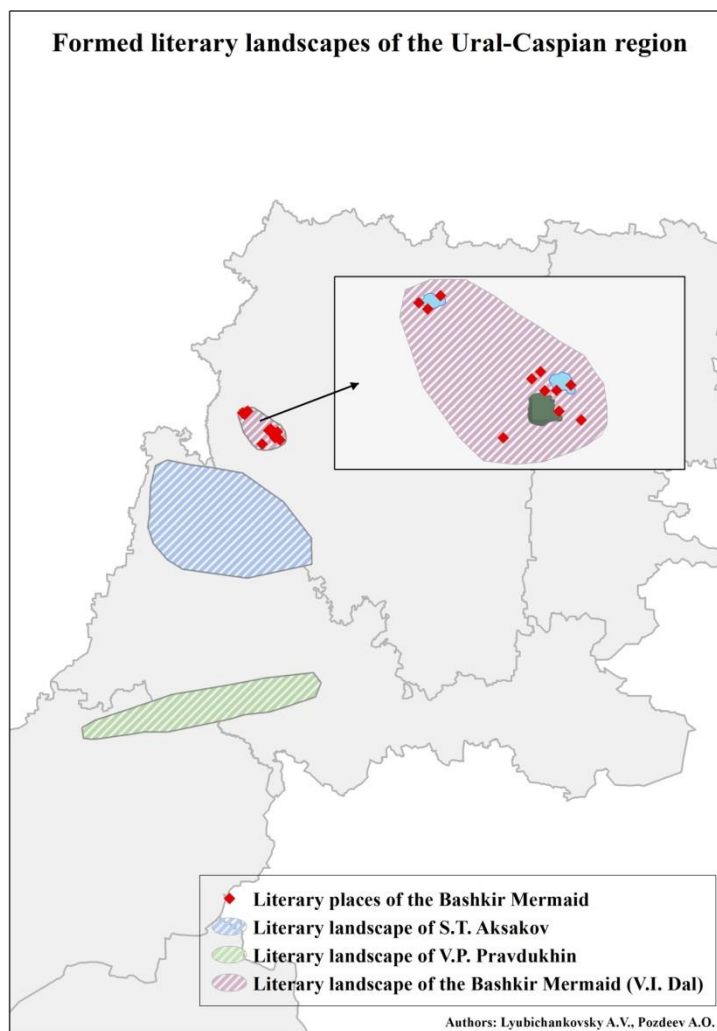 Formed literary landscapes of the Ural-Caspian region
Literary places of the Bashkir Mermaid
Literary landscape of S.T. Aksakov
Literary landscape of V.P. Pravdukhin
Literary landscape of the Bashkir Mermaid (V.I. Dal)
Authors: Lyubichankovsky A.V., Pozdeev A.O.